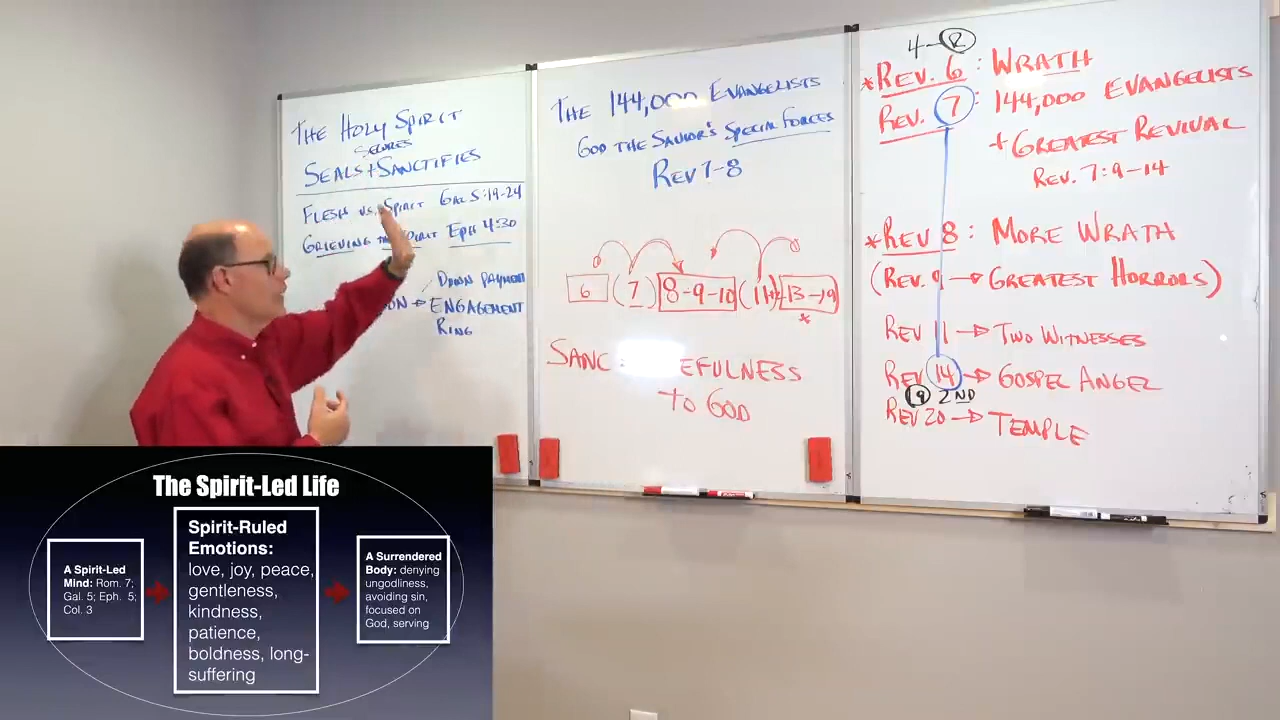 THE HOLY SPIRIT
SECURES
SEALS + SANCTIFIES
FLESH VS. SPIRIT GAL 5:19-24
GRIEVING THE SPIRIT EPH 4:30
DOWN PAYMENT
ENGAGEMENT
RING
THE 144,000 EVANGELISTS
GOD THE SAVIOR'S SPECIAL FORCES
REV 7-8
6 (7) 8-9-10 13-19
*
SANC EFULNESS
TO GOD
4 R
*REV. 6: WRATH
REV. 7: 144,000 EVANGELISTS
+ GREATEST REVIVAL
REV. 7:9-14
*REV 8: MORE WRATH
(REV. 9 → GREATEST HORRORS)
REV 11 → TWO WITNESSES
REV 14 → GOSPEL ANGEL
19 2ND
REV 20 → TEMPLE
The Spirit-Led Life
A Spirit-Led
Mind: Rom. 7;
Gal. 5; Eph. 5;
Col. 3
Spirit-Ruled
Emotions:
love, joy, peace,
gentleness,
kindness,
patience,
boldness, long-
suffering
A Surrendered
Body: denying
ungodliness,
avoiding sin,
focused on
God, serving